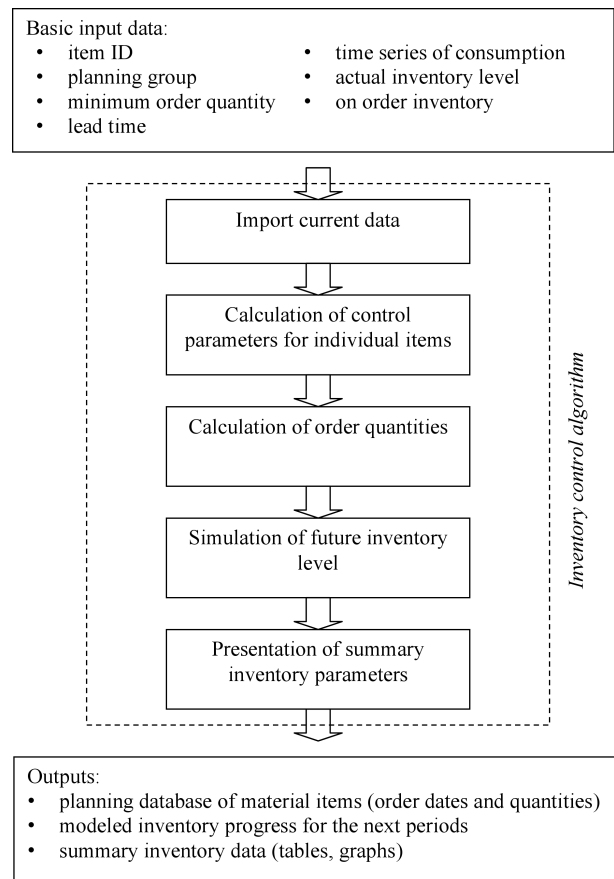 Basic input data:
• item ID
• planning group
• minimum order quantity
• lead time
• time series of consumption
• actual inventory level
• on order inventory
Import current data
Calculation of control
parameters for individual items
Calculation of order quantities
Simulation of future inventory
level
Presentation of summary
inventory parameters
Inventory control algorithm
Outputs:
• planning database of material items (order dates and quantities)
• modeled inventory progress for the next periods
• summary inventory data (tables, graphs)